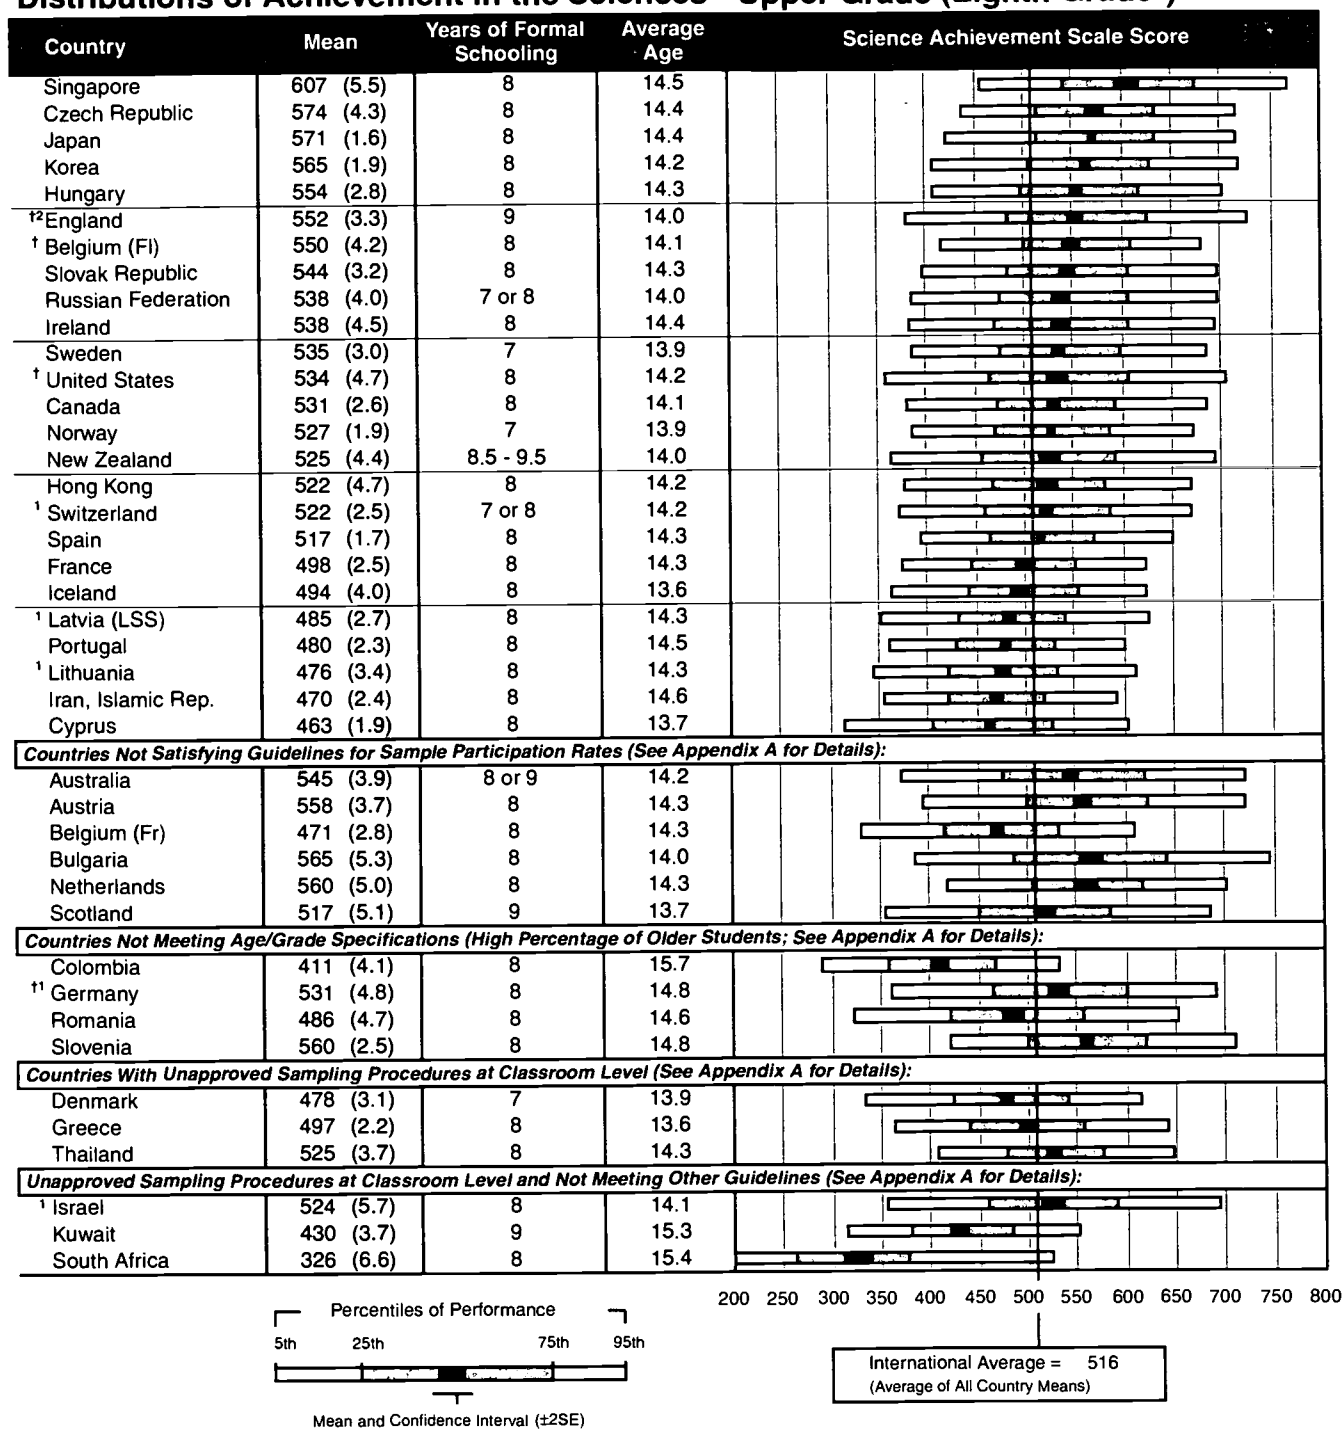 Distributions of Achievement in the Sciences - Upper Grade (Eighth Grade*)
Country Mean Years of Formal Schooling Average Age Science Achievement Scale Score
Singapore 607 (5.5) 8 14.5
Czech Republic 574 (4.3) 8 14.4
Japan 571 (1.6) 8 14.4
Korea 565 (1.9) 8 14.2
Hungary 554 (2.8) 8 14.3
†2 England 552 (3.3) 9 14.0
† Belgium (Fl) 550 (4.2) 8 14.1
Slovak Republic 544 (3.2) 8 14.3
Russian Federation 538 (4.0) 7 or 8 14.0
Ireland 538 (4.5) 8 14.4
Sweden 535 (3.0) 7 13.9
† United States 534 (4.7) 8 14.2
Canada 531 (2.6) 8 14.1
Norway 527 (1.9) 7 13.9
New Zealand 525 (4.4) 8.5 - 9.5 14.0
Hong Kong 522 (4.7) 8 14.2
1 Switzerland 522 (2.5) 7 or 8 14.2
Spain 517 (1.7) 8 14.3
France 498 (2.5) 8 14.3
Iceland 494 (4.0) 8 13.6
1 Latvia (LSS) 485 (2.7) 8 14.3
Portugal 480 (2.3) 8 14.5
1 Lithuania 476 (3.4) 8 14.3
Iran, Islamic Rep. 470 (2.4) 8 14.6
Cyprus 463 (1.9) 8 13.7
Countries Not Satisfying Guidelines for Sample Participation Rates (See Appendix A for Details):
Australia 545 (3.9) 8 or 9 14.2
Austria 558 (3.7) 8 14.3
Belgium (Fr) 471 (2.8) 8 14.3
Bulgaria 565 (5.3) 8 14.0
Netherlands 560 (5.0) 8 14.3
Scotland 517 (5.1) 9 13.7
Countries Not Meeting Age/Grade Specifications (High Percentage of Older Students; See Appendix A for Details):
Colombia 411 (4.1) 8 15.7
†1 Germany 531 (4.8) 8 14.8
Romania 486 (4.7) 8 14.6
Slovenia 560 (2.5) 8 14.8
Countries With Unapproved Sampling Procedures at Classroom Level (See Appendix A for Details):
Denmark 478 (3.1) 7 13.9
Greece 497 (2.2) 8 13.6
Thailand 525 (3.7) 8 14.3
Unapproved Sampling Procedures at Classroom Level and Not Meeting Other Guidelines (See Appendix A for Details):
1 Israel 524 (5.7) 8 14.1
Kuwait 430 (3.7) 9 15.3
South Africa 326 (6.6) 8 15.4
200 250 300 350 400 450 500 550 600 650 700 750 800
Percentiles of Performance
5th 25th 75th 95th
Mean and Confidence Interval (±2SE)
International Average = 516
(Average of All Country Means)